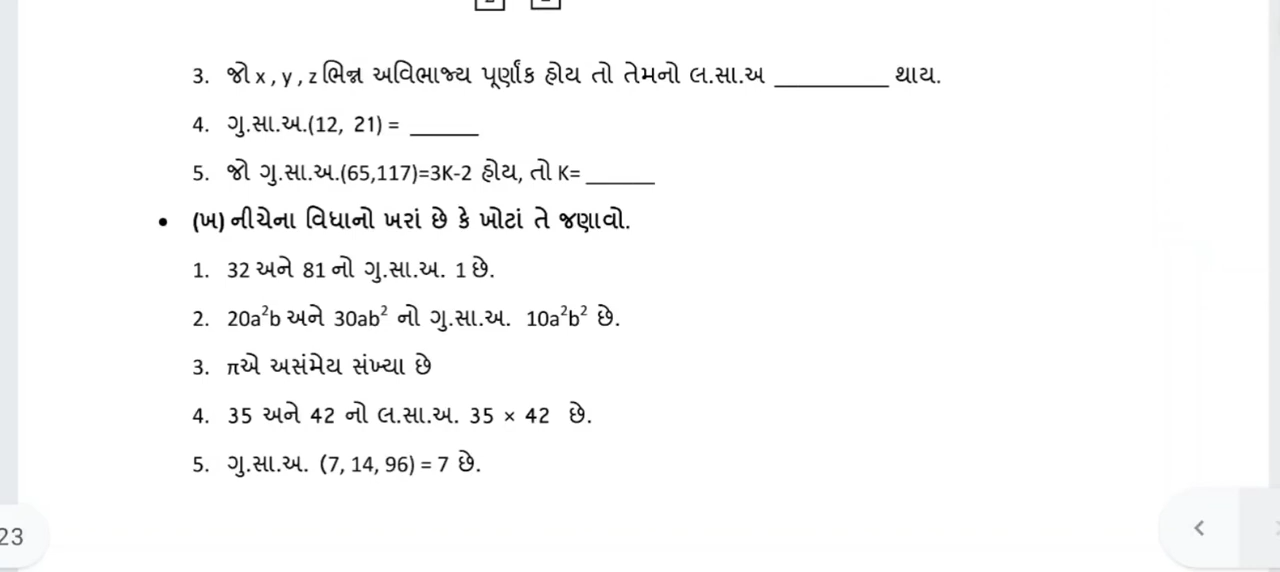 3. જો x , y , z ભિન્ન અવિભાજ્ય પૂર્ણાંક હોય તો તેમનો લ.સા.અ __________ થાય.
4. ગુ.સા.અ.(12, 21) = ______
5. જો ગુ.સા.અ.(65,117)=3K-2 હોય, તો K= ______
• (ખ) નીચેના વિધાનો ખરાં છે કે ખોટાં તે જણાવો.
1. 32 અને 81 નો ગુ.સા.અ. 1 છે.
2. 20a²b અને 30ab² નો ગુ.સા.અ. 10a²b² છે.
3. πએ અસંમેય સંખ્યા છે
4. 35 અને 42 નો લ.સા.અ. 35 × 42 છે.
5. ગુ.સા.અ. (7, 14, 96) = 7 છે.
23